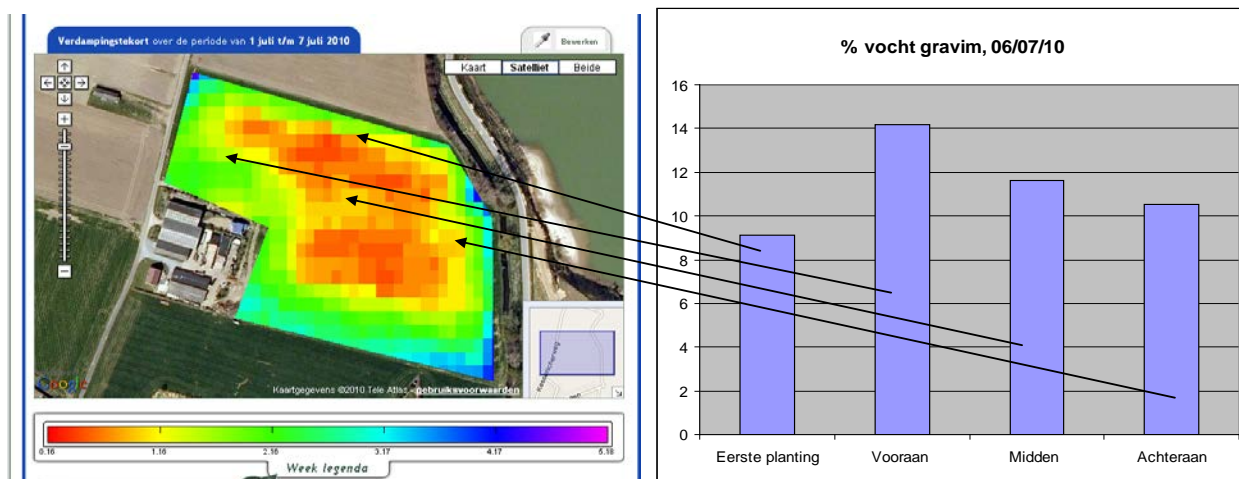 Verdampingstekort over de periode van 1 juli t/m 7 juli 2010
Bewerken
Kaart
Satelliet
Beide
Google
Kaartgegevens ©2010 Tele Atlas - gebruiksvoorwaarden
0.16 1.16 2.16 3.17 4.17 5.18
Week legenda
% vocht gravim, 06/07/10
16
14
12
10
8
6
4
2
0
Eerste planting
Vooraan
Midden
Achteraan